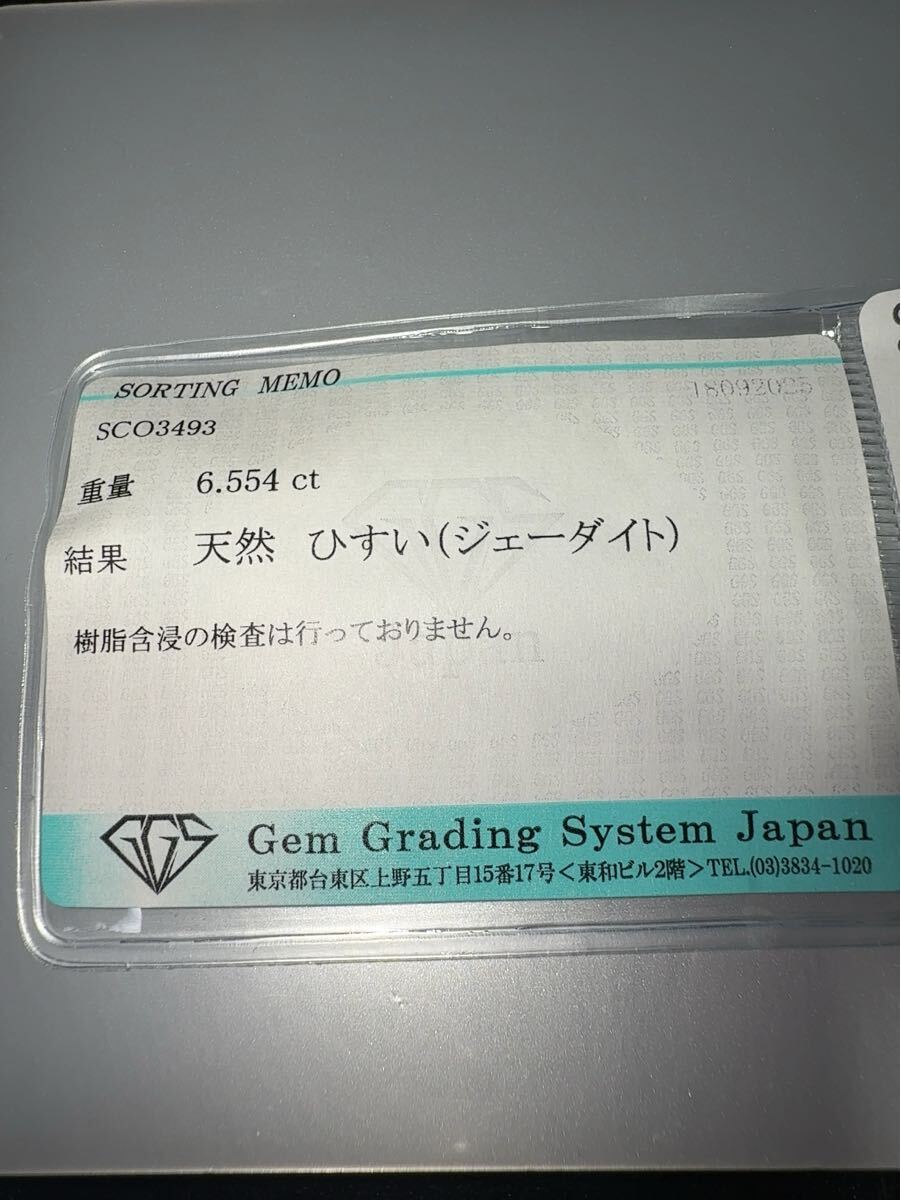 SORTING MEMO
18092025
SCO3493
重量 6.554 ct
結果 天然 ひすい(ジェーダイト)
樹脂含浸の検査は行っておりません。
Japan
GGS Gem Grading System Japan
東京都台東区上野五丁目15番17号<東和ビル2階>TEL.(03)3834-1020